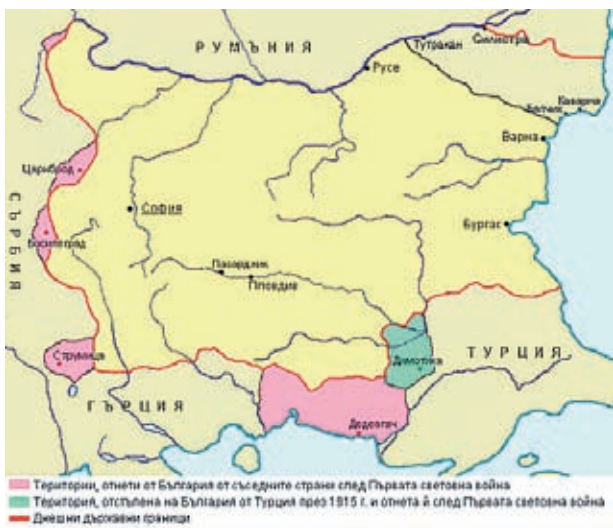 РУМЪНИЯ
Силистра
Тутракан
Русе
Каварна
Балчик
Варна
Цариброд
София
СЪРБИЯ
Босилеград
Бургас
Пазарджик
Пловдив
Струмица
Димотика
ТУРЦИЯ
ГЪРЦИЯ
Дедеагач
Територии, отнети от България от съседните страни след Първата световна война
Територия, отстъпена на България от Турция през 1915 г. и отнета ѝ след Първата световна война
Днешни държавни граници